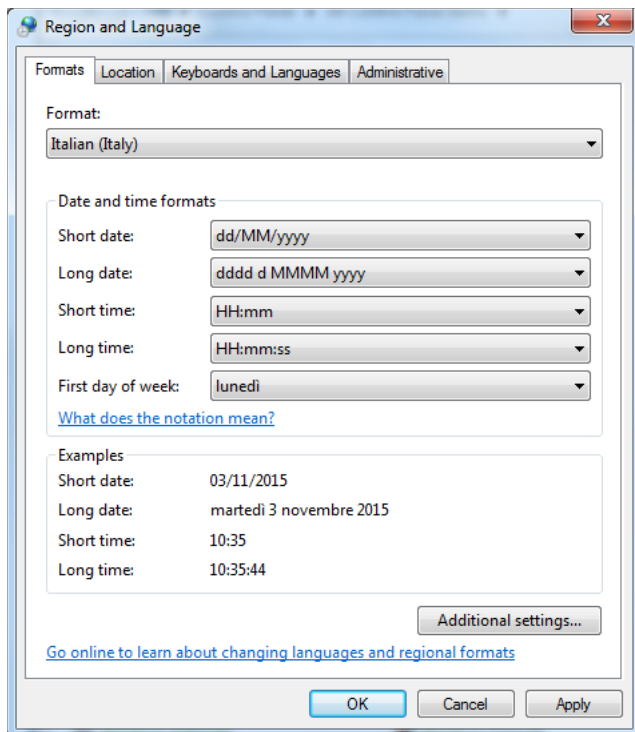 Region and Language
Formats Location Keyboards and Languages Administrative
Format:
Italian (Italy)
Date and time formats
Short date: dd/MM/yyyy
Long date: dddd d MMMM yyyy
Short time: HH:mm
Long time: HH:mm:ss
First day of week: lunedì
What does the notation mean?
Examples
Short date: 03/11/2015
Long date: martedì 3 novembre 2015
Short time: 10:35
Long time: 10:35:44
Additional settings...
Go online to learn about changing languages and regional formats
OK Cancel Apply